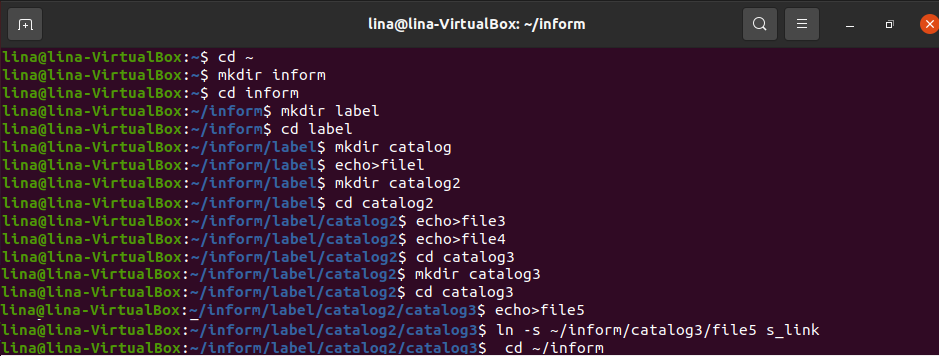 lina@lina-VirtualBox: ~/inform
lina@lina-VirtualBox:~$ cd ~
lina@lina-VirtualBox:~$ mkdir inform
lina@lina-VirtualBox:~$ cd inform
lina@lina-VirtualBox:~/inform$ mkdir label
lina@lina-VirtualBox:~/inform$ cd label
lina@lina-VirtualBox:~/inform/label$ mkdir catalog
lina@lina-VirtualBox:~/inform/label$ echo>filel
lina@lina-VirtualBox:~/inform/label$ mkdir catalog2
lina@lina-VirtualBox:~/inform/label$ cd catalog2
lina@lina-VirtualBox:~/inform/label/catalog2$ echo>file3
lina@lina-VirtualBox:~/inform/label/catalog2$ echo>file4
lina@lina-VirtualBox:~/inform/label/catalog2$ cd catalog3
lina@lina-VirtualBox:~/inform/label/catalog2$ mkdir catalog3
lina@lina-VirtualBox:~/inform/label/catalog2$ cd catalog3
lina@lina-VirtualBox:~/inform/label/catalog2/catalog3$ echo>file5
lina@lina-VirtualBox:~/inform/label/catalog2/catalog3$ ln -s ~/inform/catalog3/file5 s_link
lina@lina-VirtualBox:~/inform/label/catalog2/catalog3$  cd ~/inform